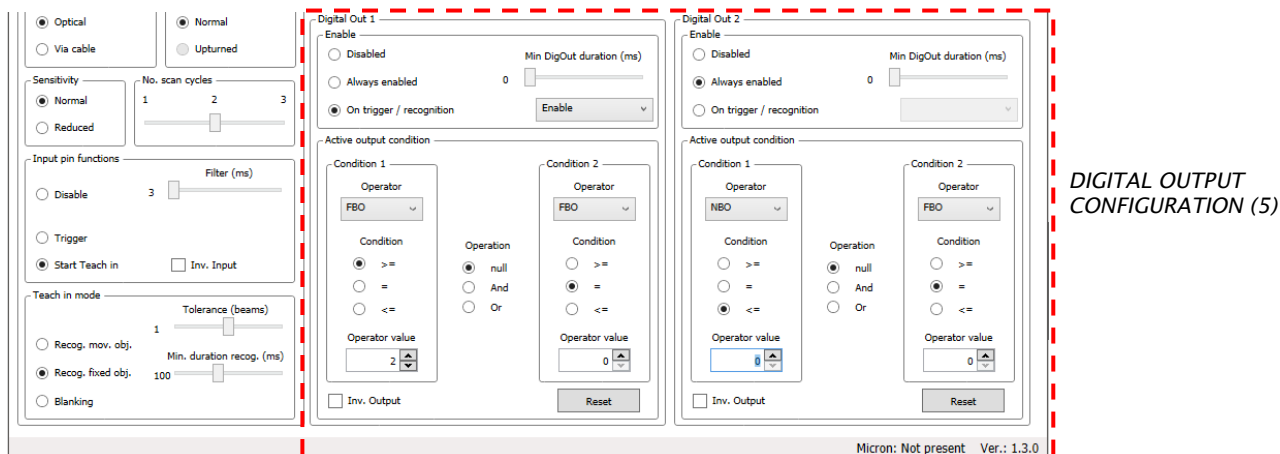 Optical
Via cable
Normal
Upturned
Sensitivity
Normal
Reduced
No. scan cycles
1 2 3
Input pin functions
Filter (ms)
Disable 3
Trigger
Start Teach in Inv. Input
Teach in mode
Tolerance (beams)
1
Recog. mov. obj.
Min. duration recog. (ms)
Recog. fixed obj. 100
Blanking
Digital Out 1
Enable
Disabled Min DigOut duration (ms)
Always enabled 0
On trigger / recognition Enable
Active output condition
Condition 1
Operator
FBO
Condition
>=
=
<=
Operator value
2
Operation
null
And
Or
Condition 2
Operator
FBO
Condition
>=
=
<=
Operator value
0
Inv. Output Reset
Digital Out 2
Enable
Disabled Min DigOut duration (ms)
Always enabled 0
On trigger / recognition
Active output condition
Condition 1
Operator
NBO
Condition
>=
=
<=
Operator value
0
Operation
null
And
Or
Condition 2
Operator
FBO
Condition
>=
=
<=
Operator value
0
Inv. Output Reset
Micron: Not present Ver.: 1.3.0
DIGITAL OUTPUT
CONFIGURATION (5)